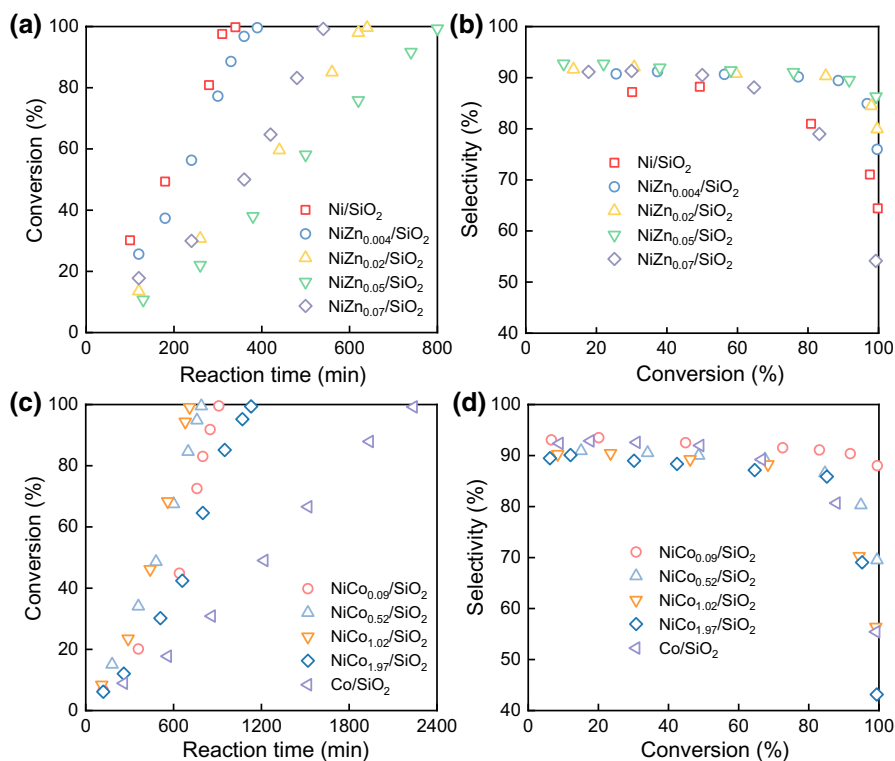 (a)
Conversion (%)
100
80
60
40
20
0
Ni/SiO₂
NiZn₀.₀₀₄/SiO₂
NiZn₀.₀₂/SiO₂
NiZn₀.₀₅/SiO₂
NiZn₀.₀₇/SiO₂
0 200 400 600 800
Reaction time (min)
(b)
Selectivity (%)
100
90
80
70
60
50
40
Ni/SiO₂
NiZn₀.₀₀₄/SiO₂
NiZn₀.₀₂/SiO₂
NiZn₀.₀₅/SiO₂
NiZn₀.₀₇/SiO₂
0 20 40 60 80 100
Conversion (%)
(c)
Conversion (%)
100
80
60
40
20
0
NiCo₀.₀₉/SiO₂
NiCo₀.₅₂/SiO₂
NiCo₁.₀₂/SiO₂
NiCo₁.₉₇/SiO₂
Co/SiO₂
0 600 1200 1800 2400
Reaction time (min)
(d)
Selectivity (%)
100
90
80
70
60
50
40
NiCo₀.₀₉/SiO₂
NiCo₀.₅₂/SiO₂
NiCo₁.₀₂/SiO₂
NiCo₁.₉₇/SiO₂
Co/SiO₂
0 20 40 60 80 100
Conversion (%)